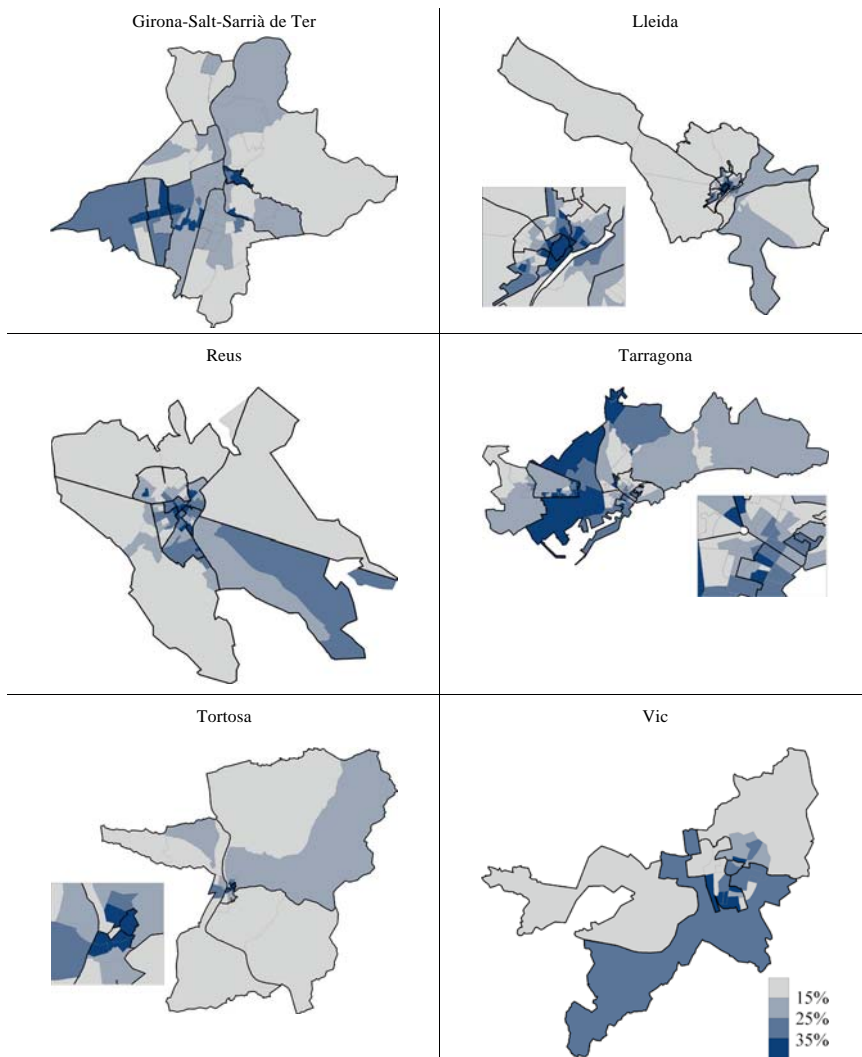 Girona-Salt-Sarrià de Ter
Lleida
Reus
Tarragona
Tortosa
Vic
15%
25%
35%